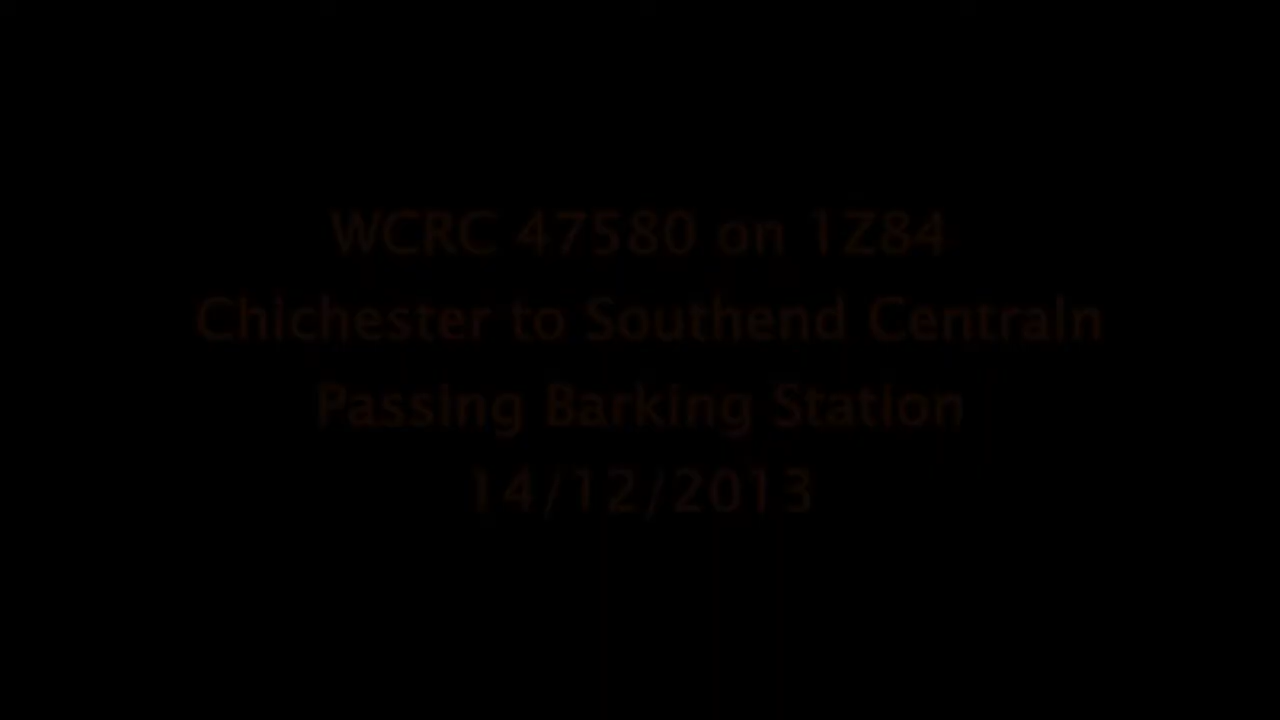 WCRC 47580 on 1Z84
Chichester to Southend Centraln
Passing Barking Station
14/12/2013